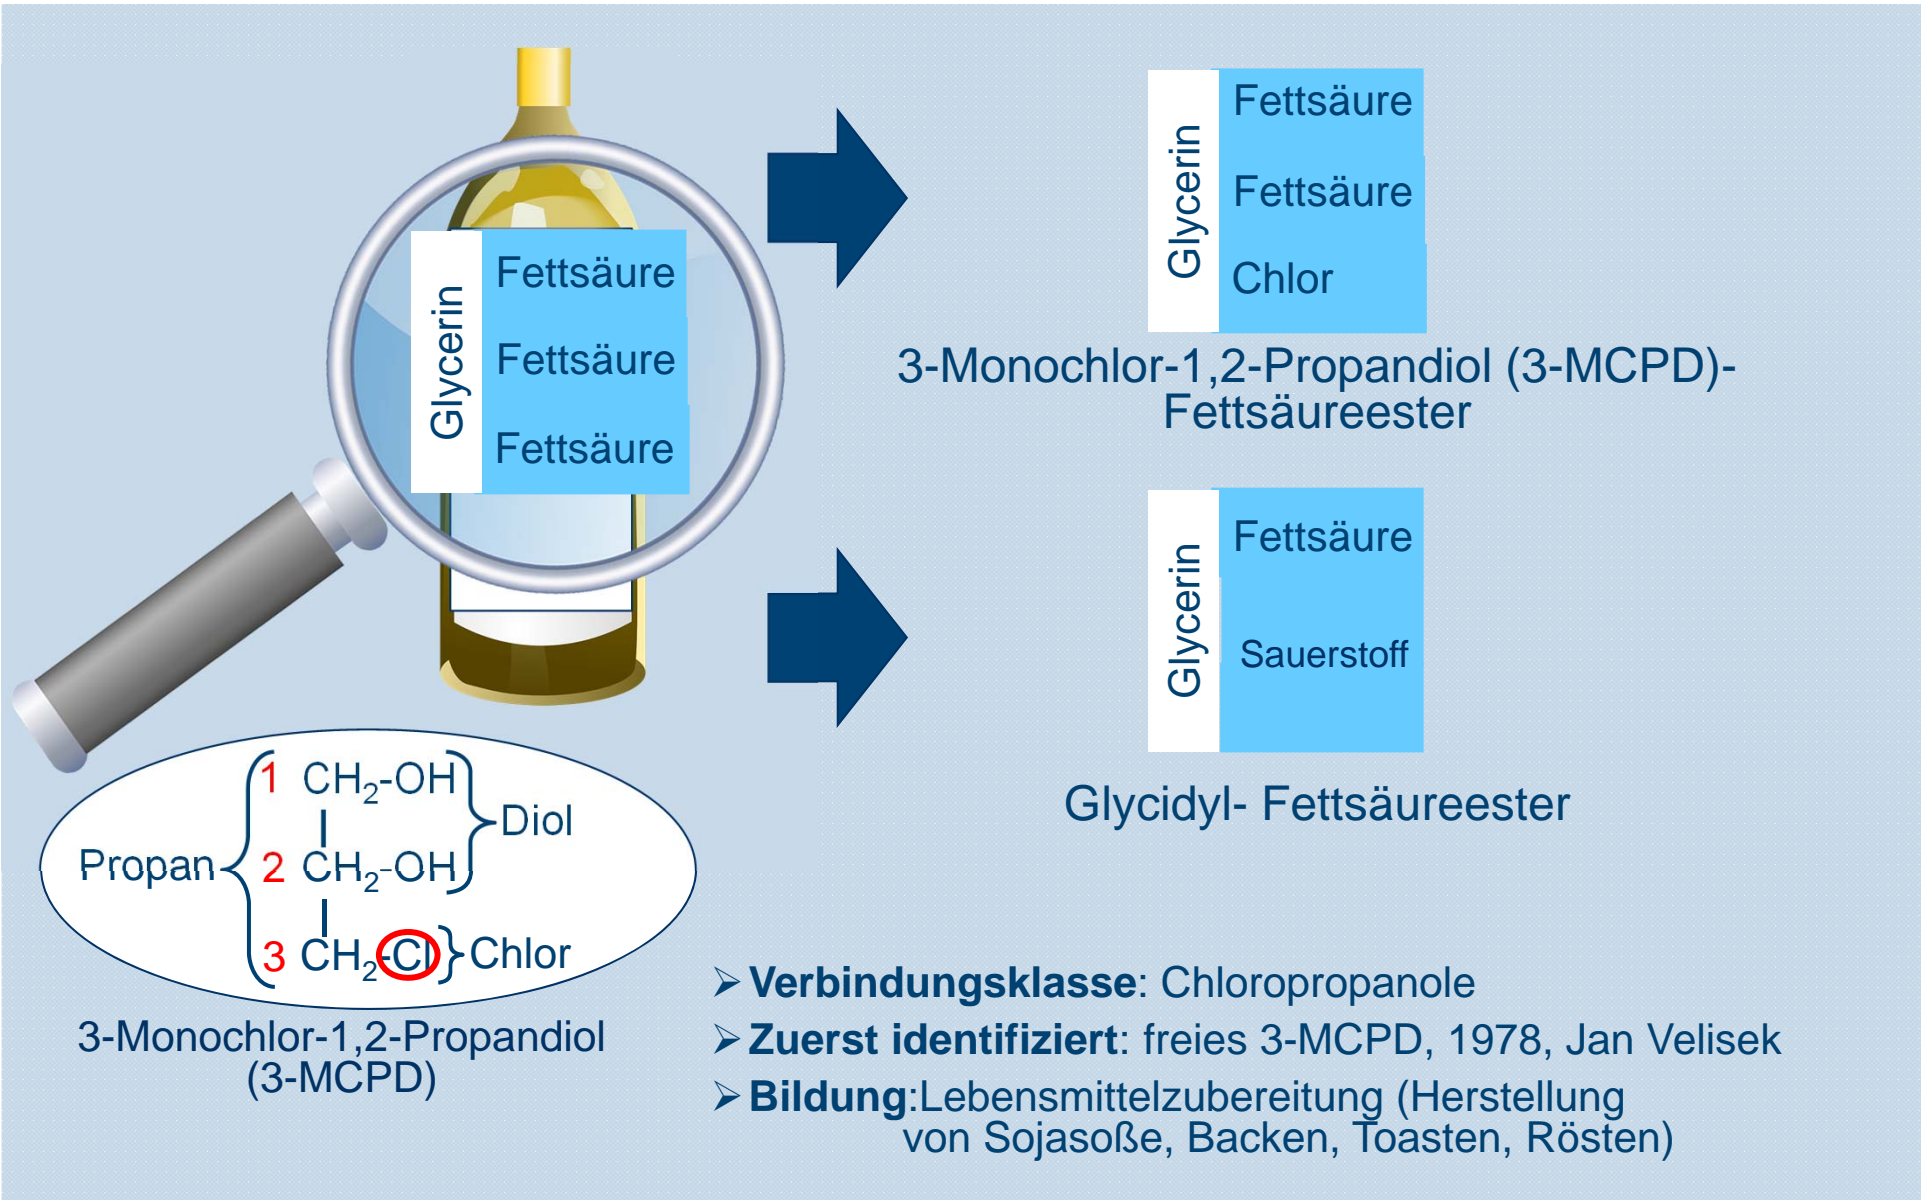 Glycerin
Fettsäure
Fettsäure
Fettsäure
Glycerin
Fettsäure
Fettsäure
Chlor
3-Monochlor-1,2-Propandiol (3-MCPD)-
Fettsäureester
Glycerin
Fettsäure
Sauerstoff
Glycidyl- Fettsäureester
Propan
1 CH₂-OH
2 CH₂-OH
Diol
3 CH₂-Cl
Chlor
3-Monochlor-1,2-Propandiol
(3-MCPD)
➢ Verbindungsklasse: Chloropropanole
➢ Zuerst identifiziert: freies 3-MCPD, 1978, Jan Velisek
➢ Bildung:Lebensmittelzubereitung (Herstellung
von Sojasoße, Backen, Toasten, Rösten)